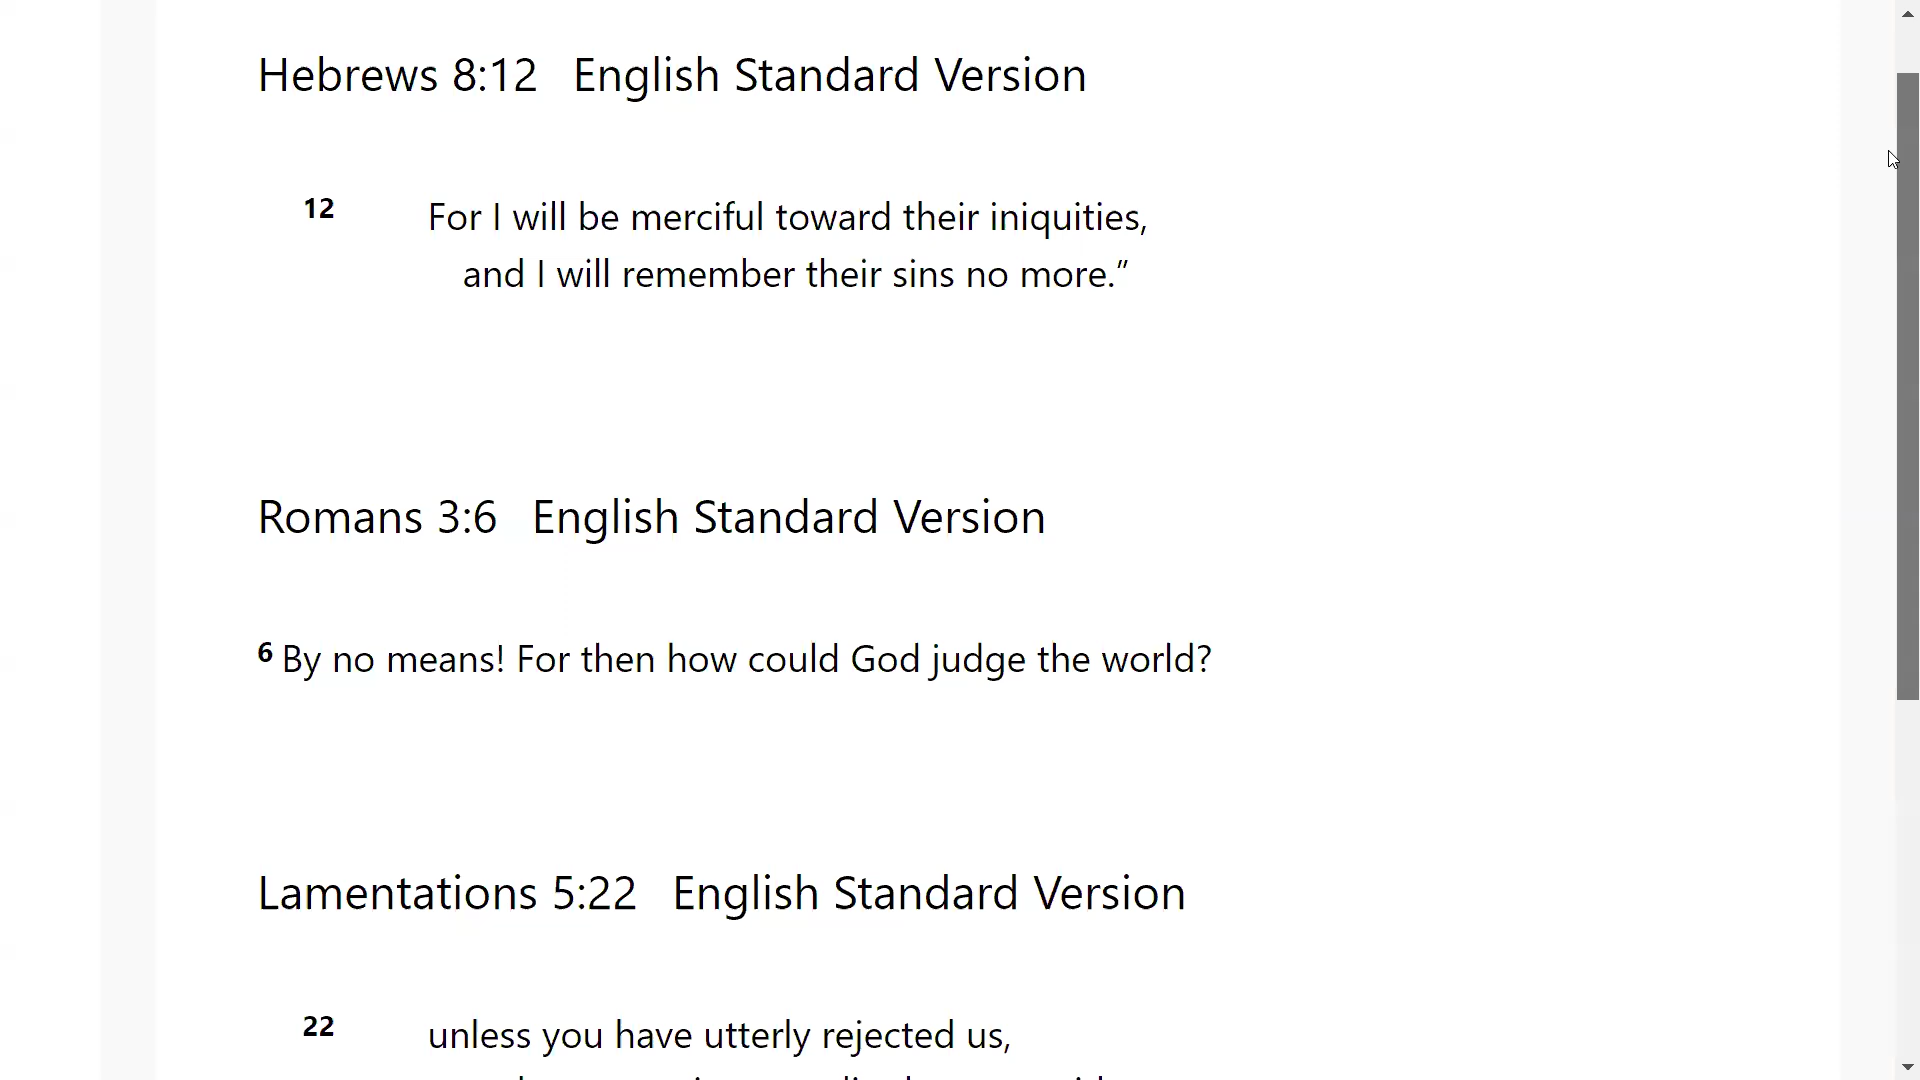 Hebrews 8:12 English Standard Version
12 For I will be merciful toward their iniquities,
and I will remember their sins no more.”
Romans 3:6 English Standard Version
6 By no means! For then how could God judge the world?
Lamentations 5:22 English Standard Version
22 unless you have utterly rejected us,